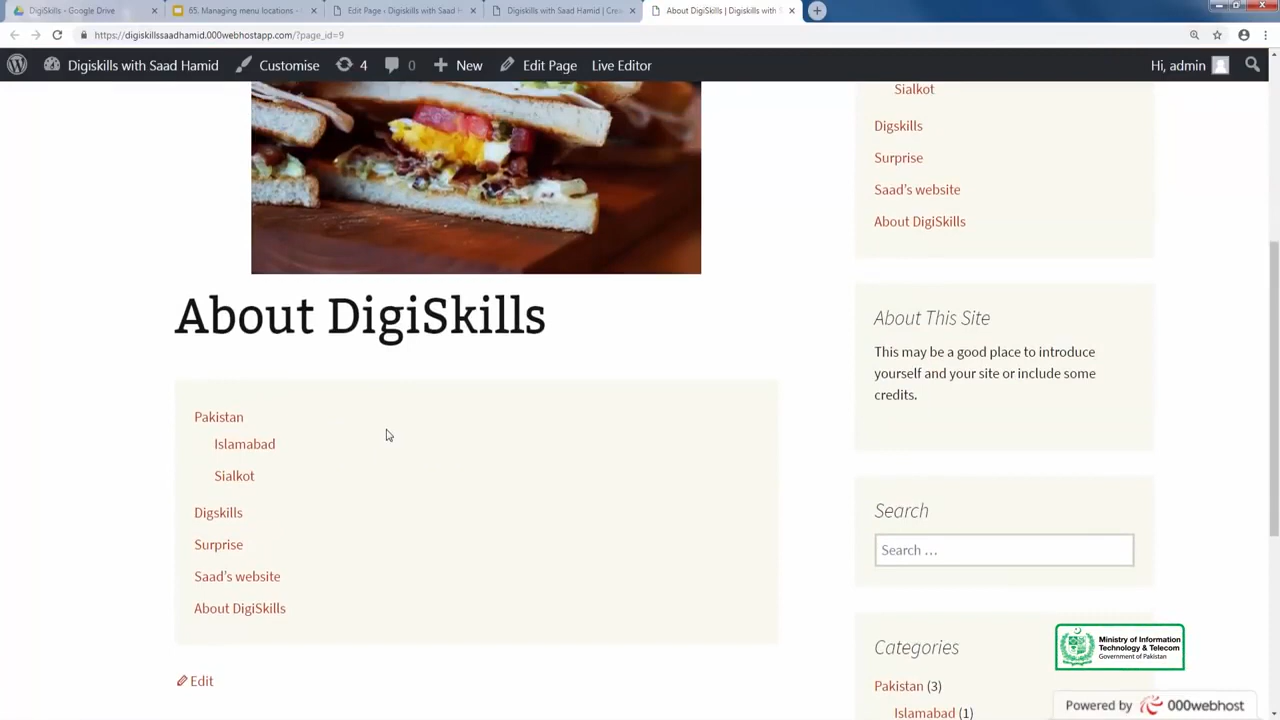 DigiSkills - Google Drive
65. Managing menu locations -
Edit Page ‹ Digiskills with Saad H
Digiskills with Saad Hamid | Crea
About DigiSkills | Digiskills with S
https://digiskillssaadhamid.000webhostapp.com/?page_id=9
Digiskills with Saad Hamid
Customise
4
0
New
Edit Page
Live Editor
Hi, admin
About DigiSkills
Pakistan
Islamabad
Sialkot
Digskills
Surprise
Saad's website
About DigiSkills
Edit
Sialkot
Digskills
Surprise
Saad's website
About DigiSkills
About This Site
This may be a good place to introduce
yourself and your site or include some
credits.
Search
Search …
Categories
Pakistan (3)
Islamabad (1)
Ministry of Information
Technology & Telecom
Government of Pakistan
Powered by 000webhost